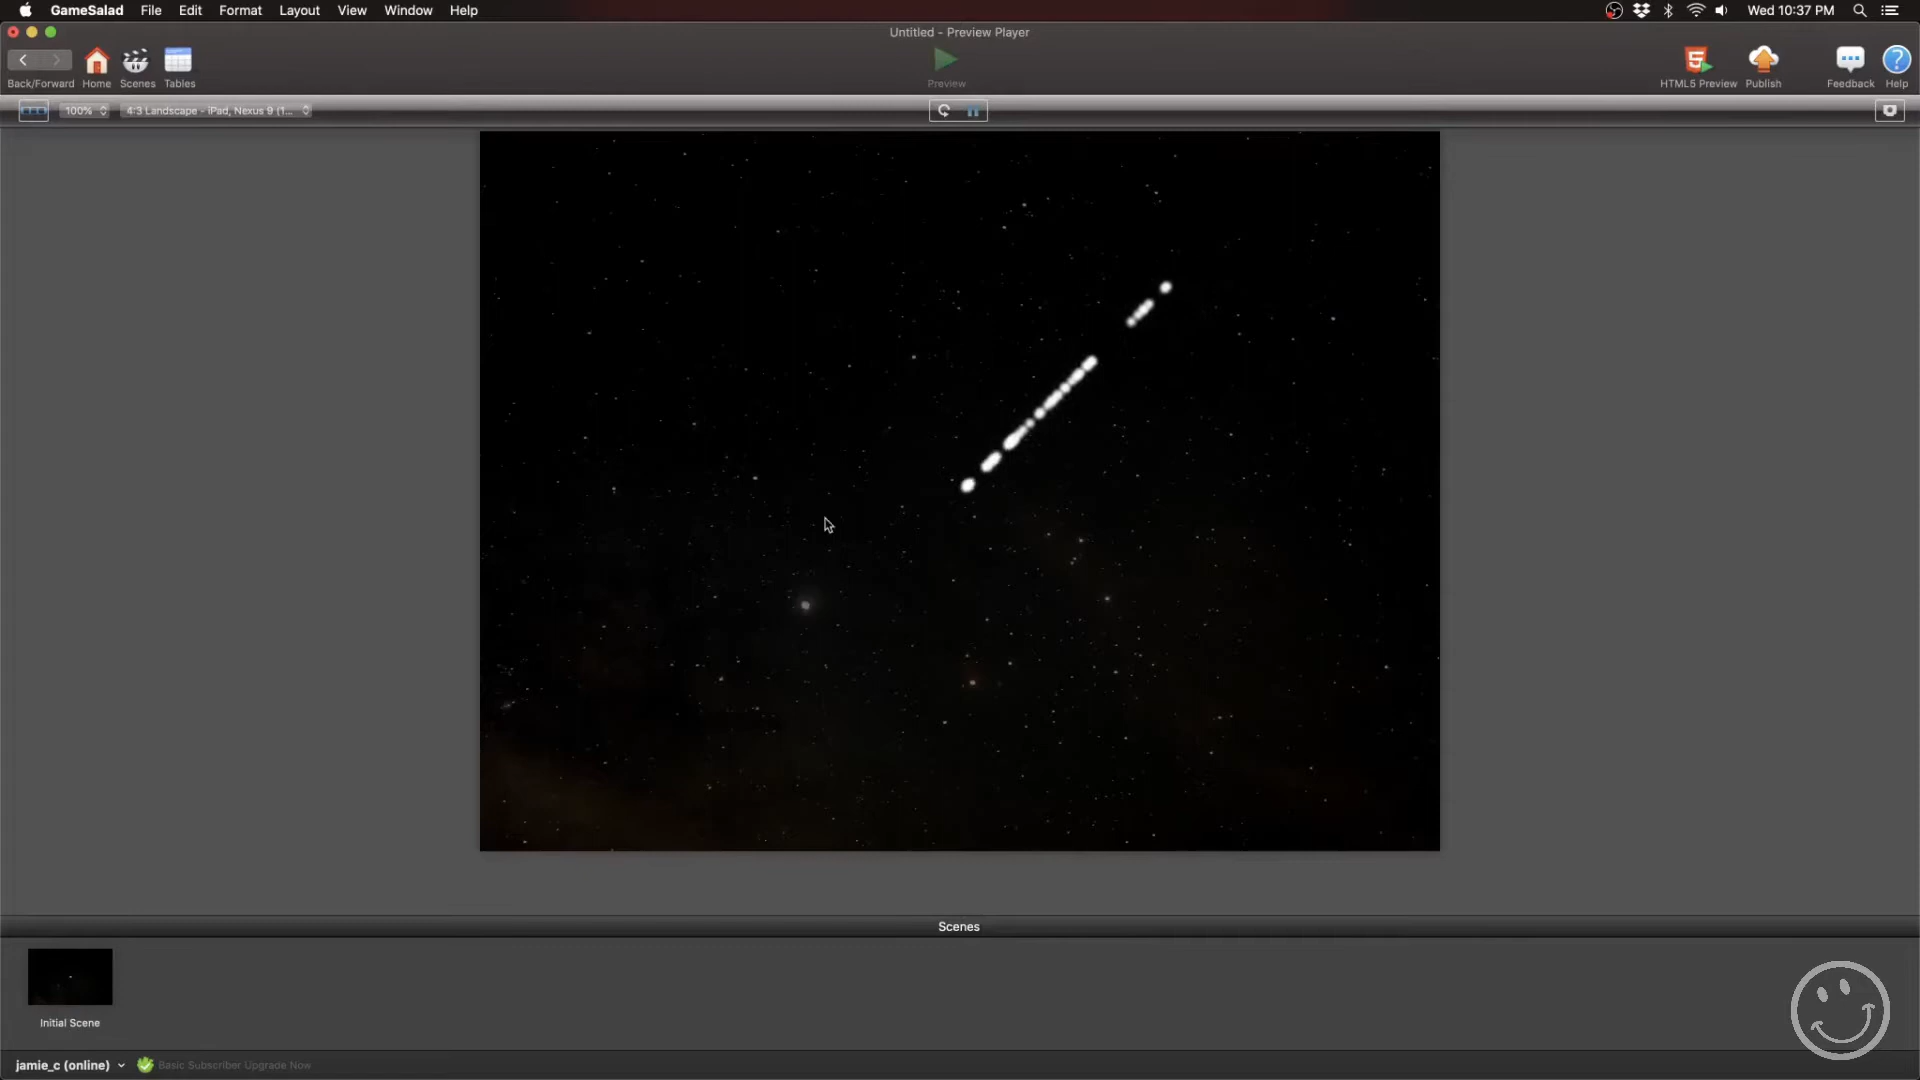 GameSalad File Edit Format Layout View Window Help Wed 10:37 PM
Untitled - Preview Player
Back/Forward Home Scenes Tables Preview HTML5 Preview Publish Feedback Help
100% 4:3 Landscape - iPad, Nexus 9 (1...
Scenes
Initial Scene
jamie_c (online) Basic Subscriber Upgrade Now